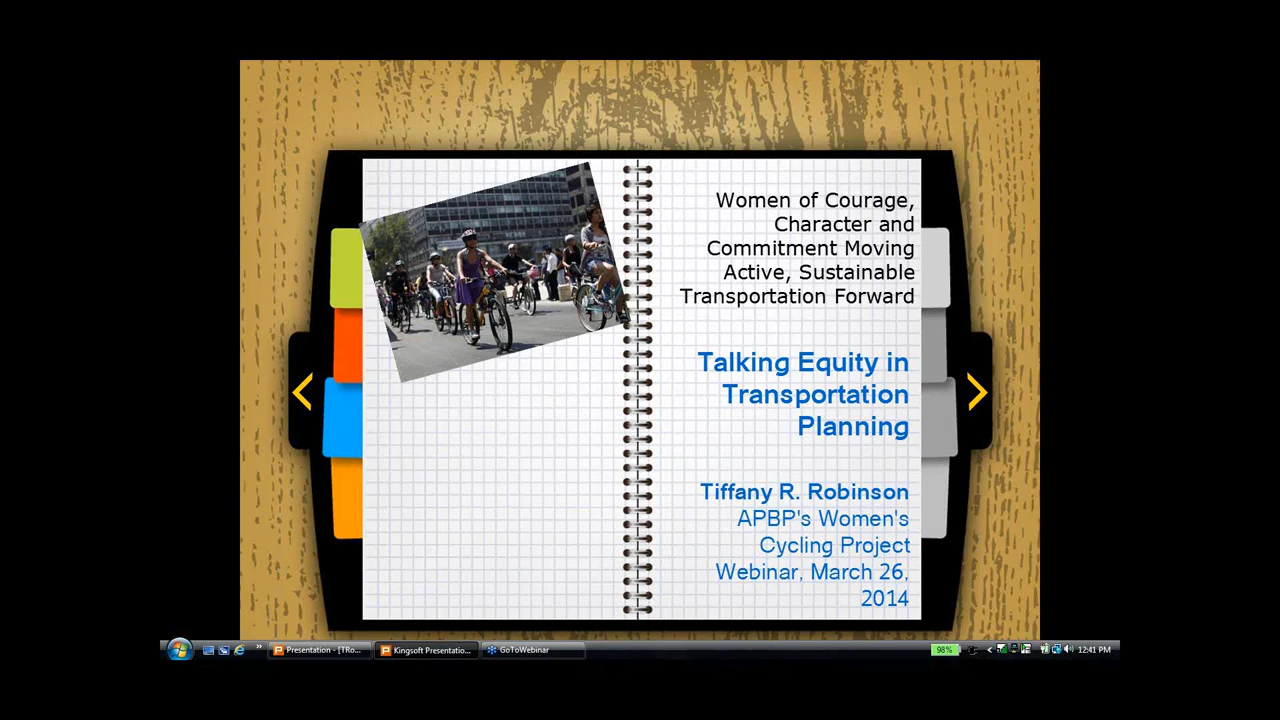 Women of Courage,
Character and
Commitment Moving
Active, Sustainable
Transportation Forward
Talking Equity in
Transportation
Planning
Tiffany R. Robinson
APBP's Women's
Cycling Project
Webinar, March 26,
2014
Presentation - [TRo...
Kingsoft Presentatio...
GoToWebinar
98%
12:41 PM